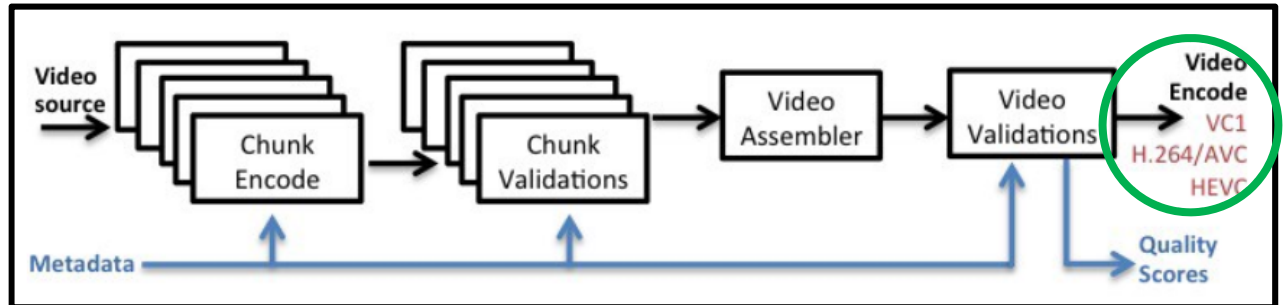 Video
source
Chunk
Encode
Chunk
Validations
Video
Assembler
Video
Validations
Video
Encode
VC1
H.264/AVC
HEVC
Metadata
Quality
Scores